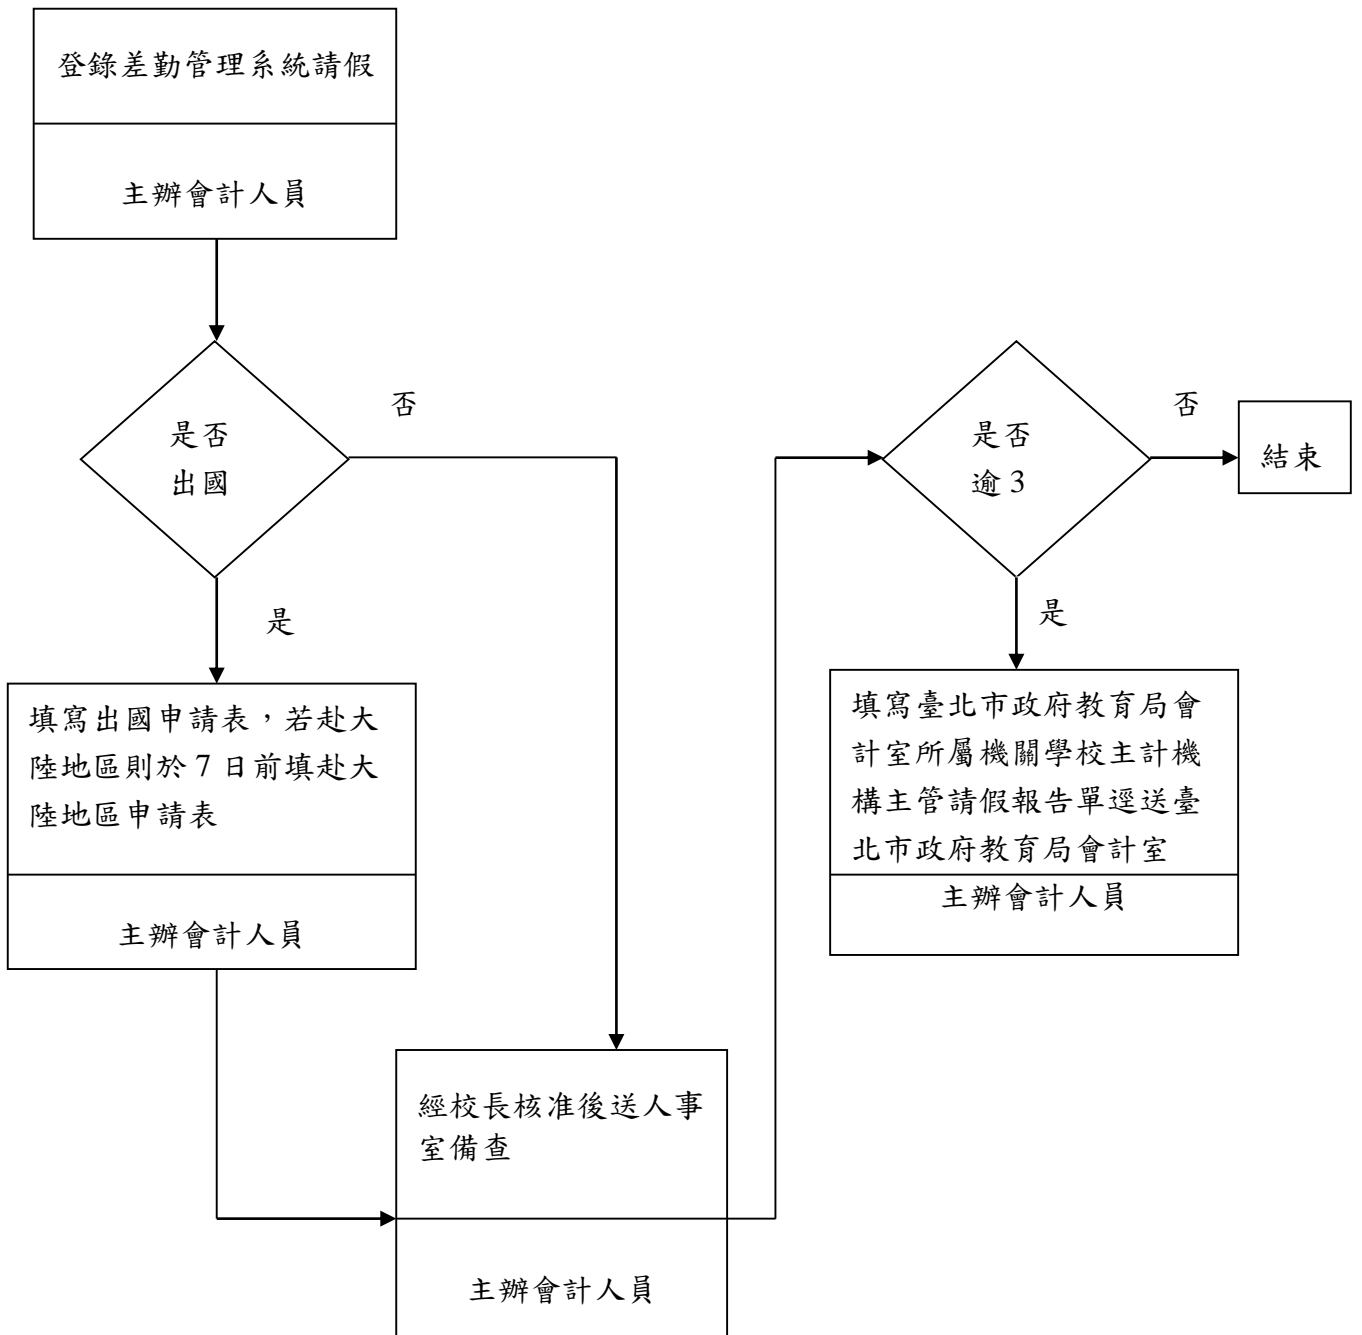 登錄差勤管理系統請假
主辦會計人員
是否
出國
否
是
填寫出國申請表，若赴大
陸地區則於7日前填赴大
陸地區申請表
主辦會計人員
經校長核准後送人事
室備查
主辦會計人員
是否
逾3
否
結束
是
填寫臺北市政府教育局會
計室所屬機關學校主計機
構主管請假報告單逕送臺
北市政府教育局會計室
主辦會計人員